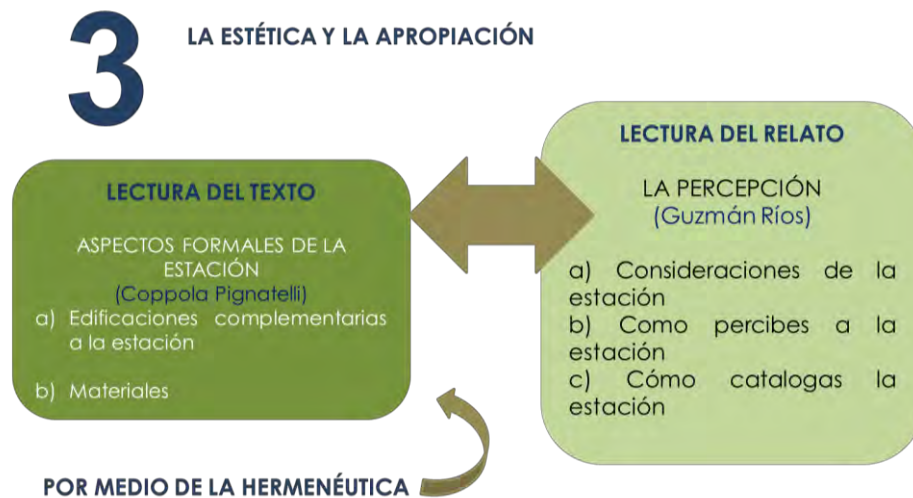 3
LA ESTÉTICA Y LA APROPIACIÓN
LECTURA DEL TEXTO
ASPECTOS FORMALES DE LA
ESTACIÓN
(Coppola Pignatelli)
a) Edificaciones complementarias
a la estación
b) Materiales
LECTURA DEL RELATO
LA PERCEPCIÓN
(Guzmán Ríos)
a) Consideraciones de la
estación
b) Como percibes a la
estación
c) Cómo catalogas la
estación
POR MEDIO DE LA HERMENÉUTICA